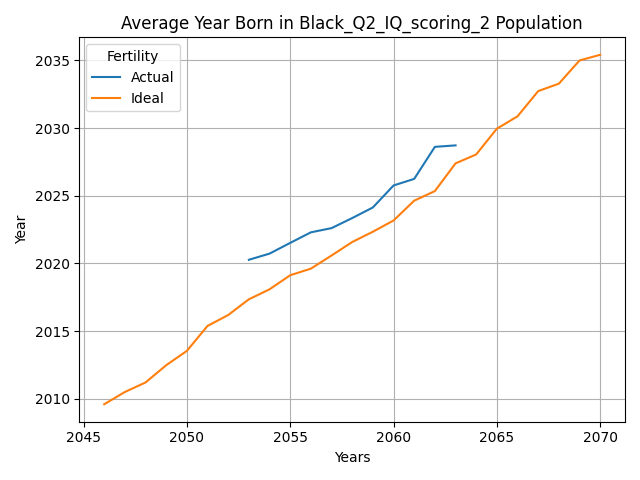 Average Year Born in Black_Q2_IQ_scoring_2 Population
Fertility
Actual
Ideal
Year
2035
2030
2025
2020
2015
2010
2045 2050 2055 2060 2065 2070
Years